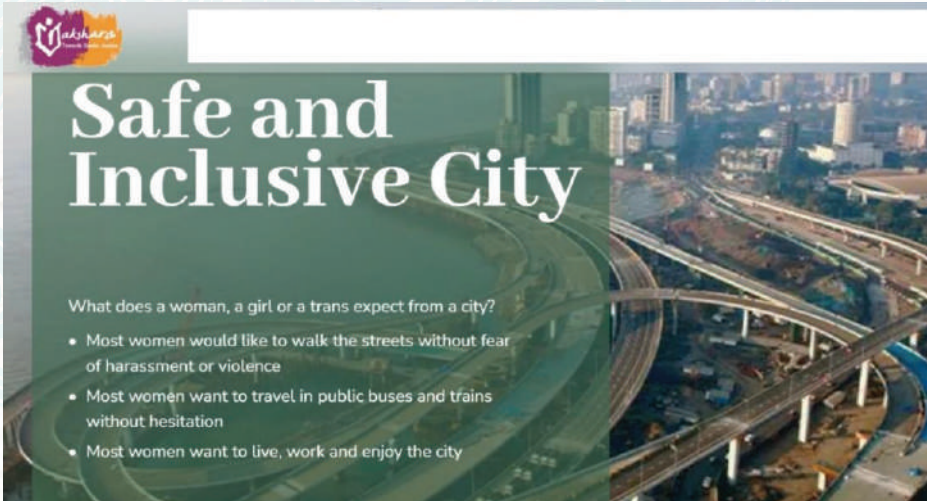 akshara
Safe and
Inclusive City
What does a woman, a girl or a trans expect from a city?
• Most women would like to walk the streets without fear
of harassment or violence
• Most women want to travel in public buses and trains
without hesitation
• Most women want to live, work and enjoy the city